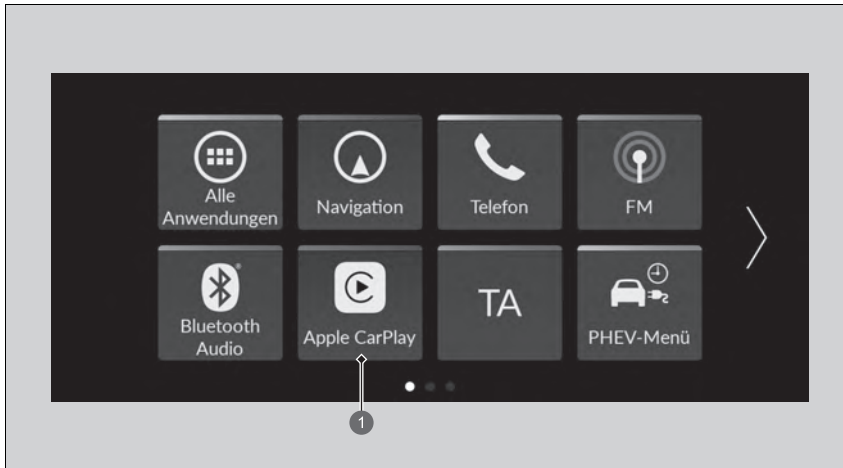 Alle
Anwendungen
Navigation
Telefon
FM
Bluetooth
Audio
Apple CarPlay
TA
PHEV-Menü
1